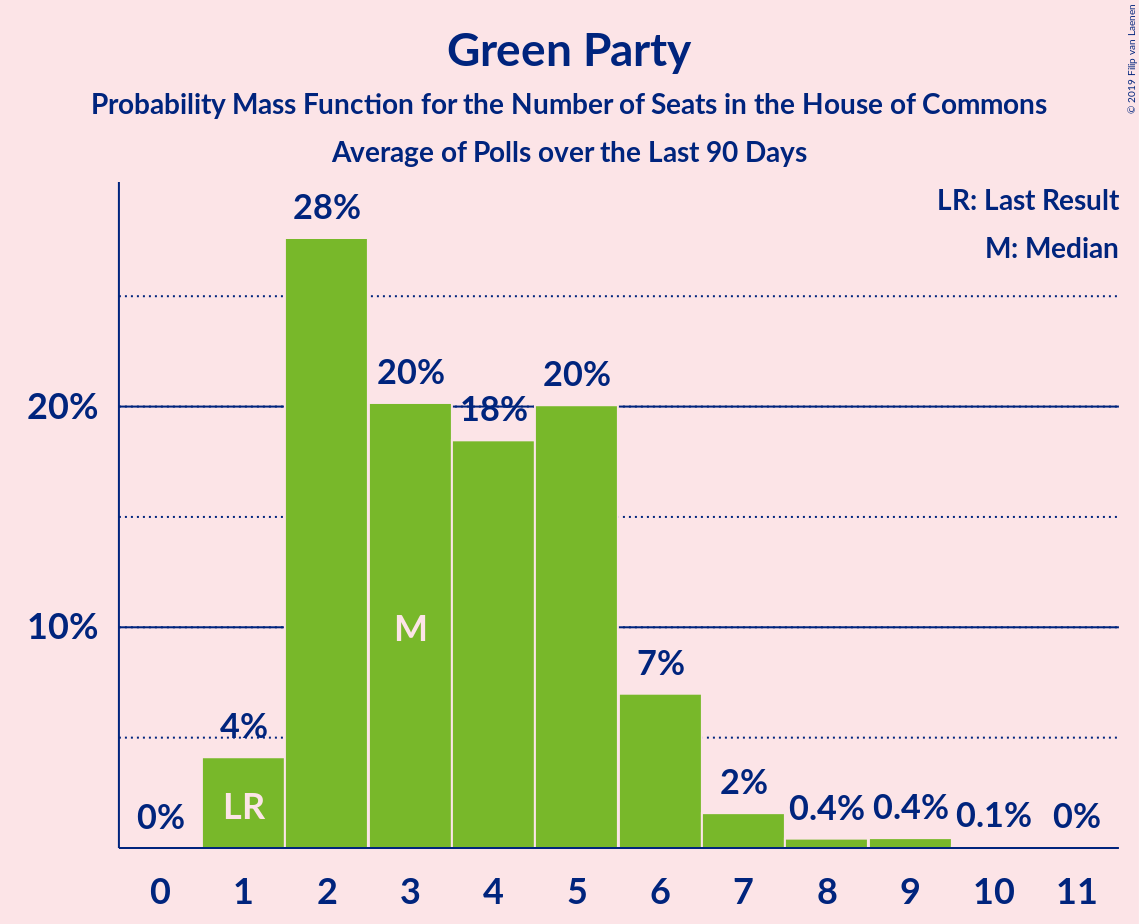 Green Party
Probability Mass Function for the Number of Seats in the House of Commons
Average of Polls over the Last 90 Days
© 2019 Filip van Laenen
LR: Last Result
M: Median
28%
20%
20%
20%
18%
M
10%
7%
4%
LR
2%
0%
0.4%
0.4%
0.1%
0%
0 1 2 3 4 5 6 7 8 9 10 11